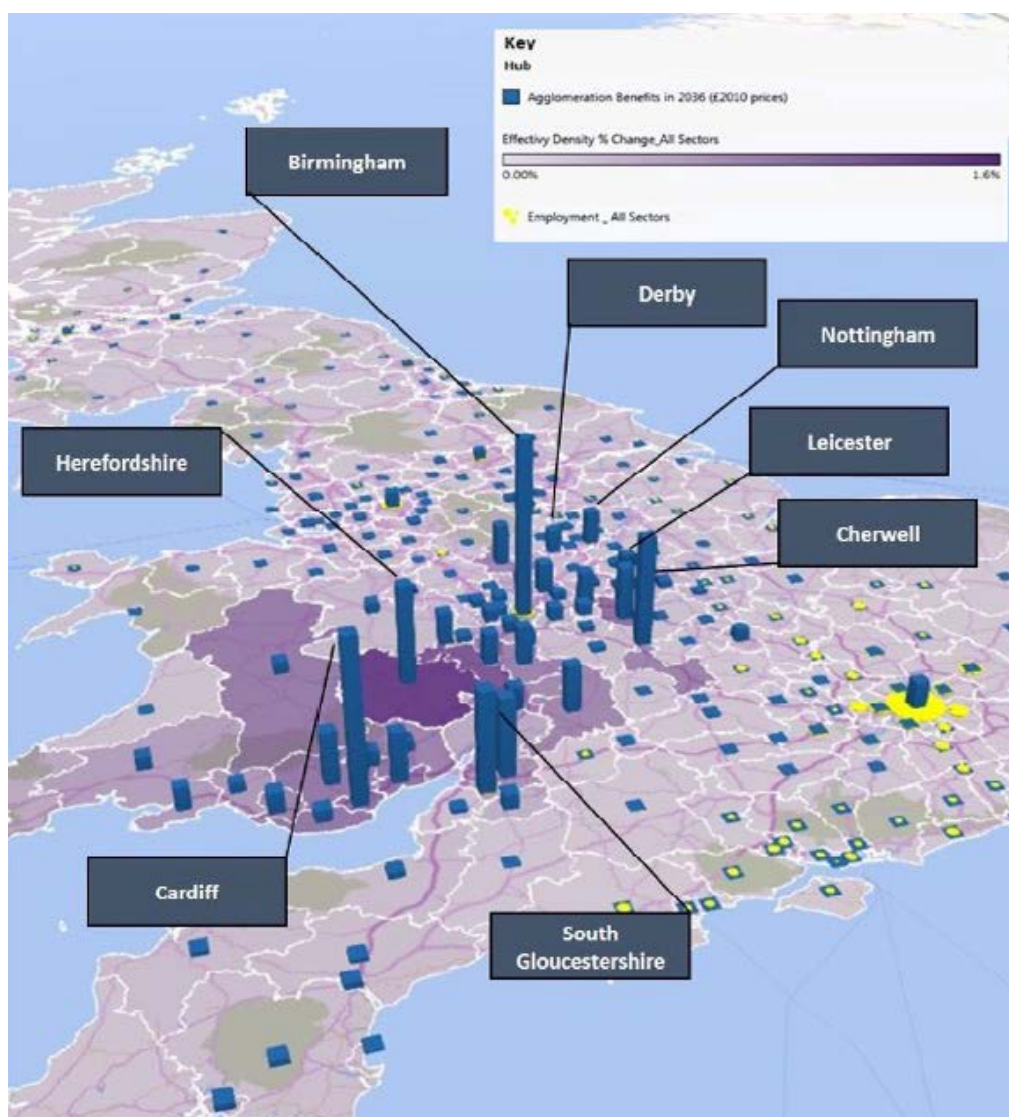 Key
Hub
Agglomeration Benefits in 2036 (£2010 prices)
Effectivy Density % Change_All Sectors
0.00%
1.6%
Employment _ All Sectors
Birmingham
Derby
Nottingham
Herefordshire
Leicester
Cherwell
Cardiff
South
Gloucestershire